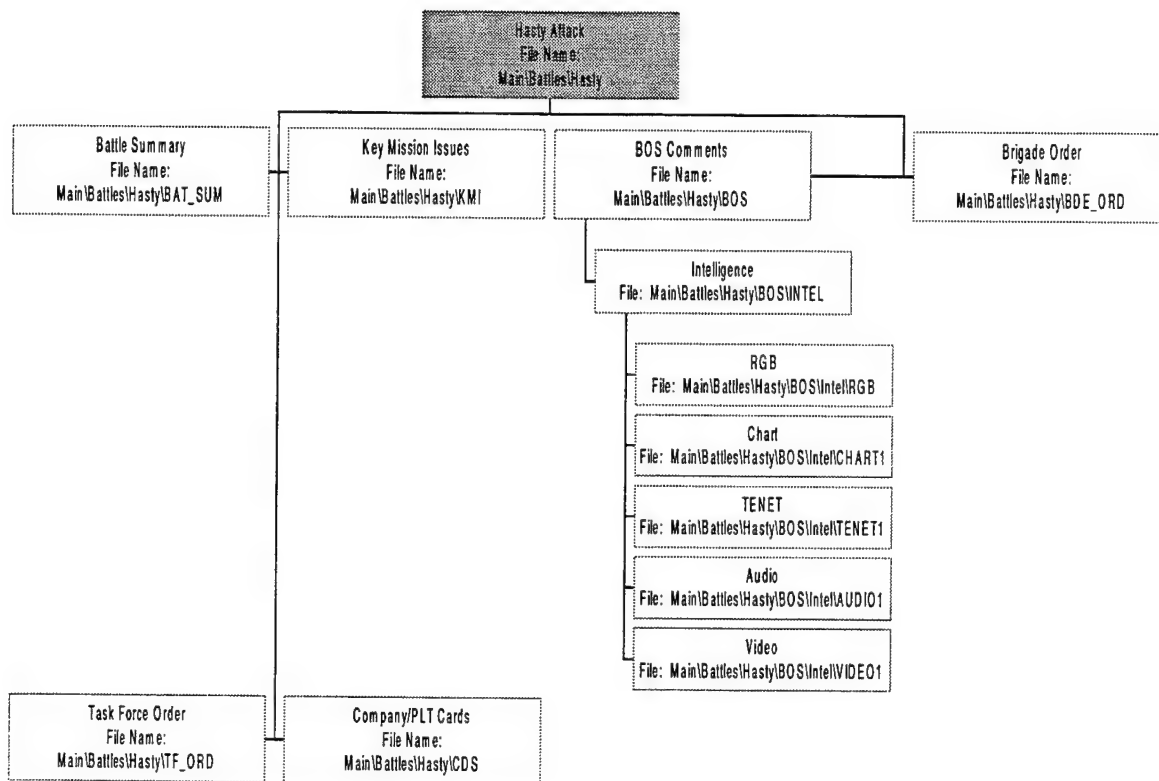 Hasty Attack
File Name:
Main\Battles\Hasty
Battle Summary
File Name:
Main\Battles\Hasty\BAT_SUM
Key Mission Issues
File Name:
Main\Battles\Hasty\KMI
BOS Comments
File Name:
Main\Battles\Hasty\BOS
Brigade Order
File Name:
Main\Battles\Hasty\BDE_ORD
Intelligence
File: Main\Battles\Hasty\BOS\INTEL
RGB
File: Main\Battles\Hasty\BOS\Intel\RGB
Chart
File: Main\Battles\Hasty\BOS\Intel\CHART1
TENET
File: Main\Battles\Hasty\BOS\Intel\TENET1
Audio
File: Main\Battles\Hasty\BOS\Intel\AUDIO1
Video
File: Main\Battles\Hasty\BOS\Intel\VIDEO1
Task Force Order
File Name:
Main\Battles\Hasty\TF_ORD
Company/PLT Cards
File Name:
Main\Battles\Hasty\CDS